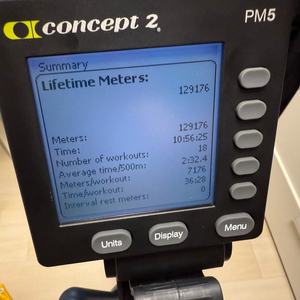 concept 2
PM5
Summary
Lifetime Meters:
129176
Meters: 129176
Time: 10:56:25
Number of workouts: 18
Average time/500m: 2:32.4
Meters/workout: 7176
Time/workout: 36:28
Interval rest meters: 0
Units
Display
Menu